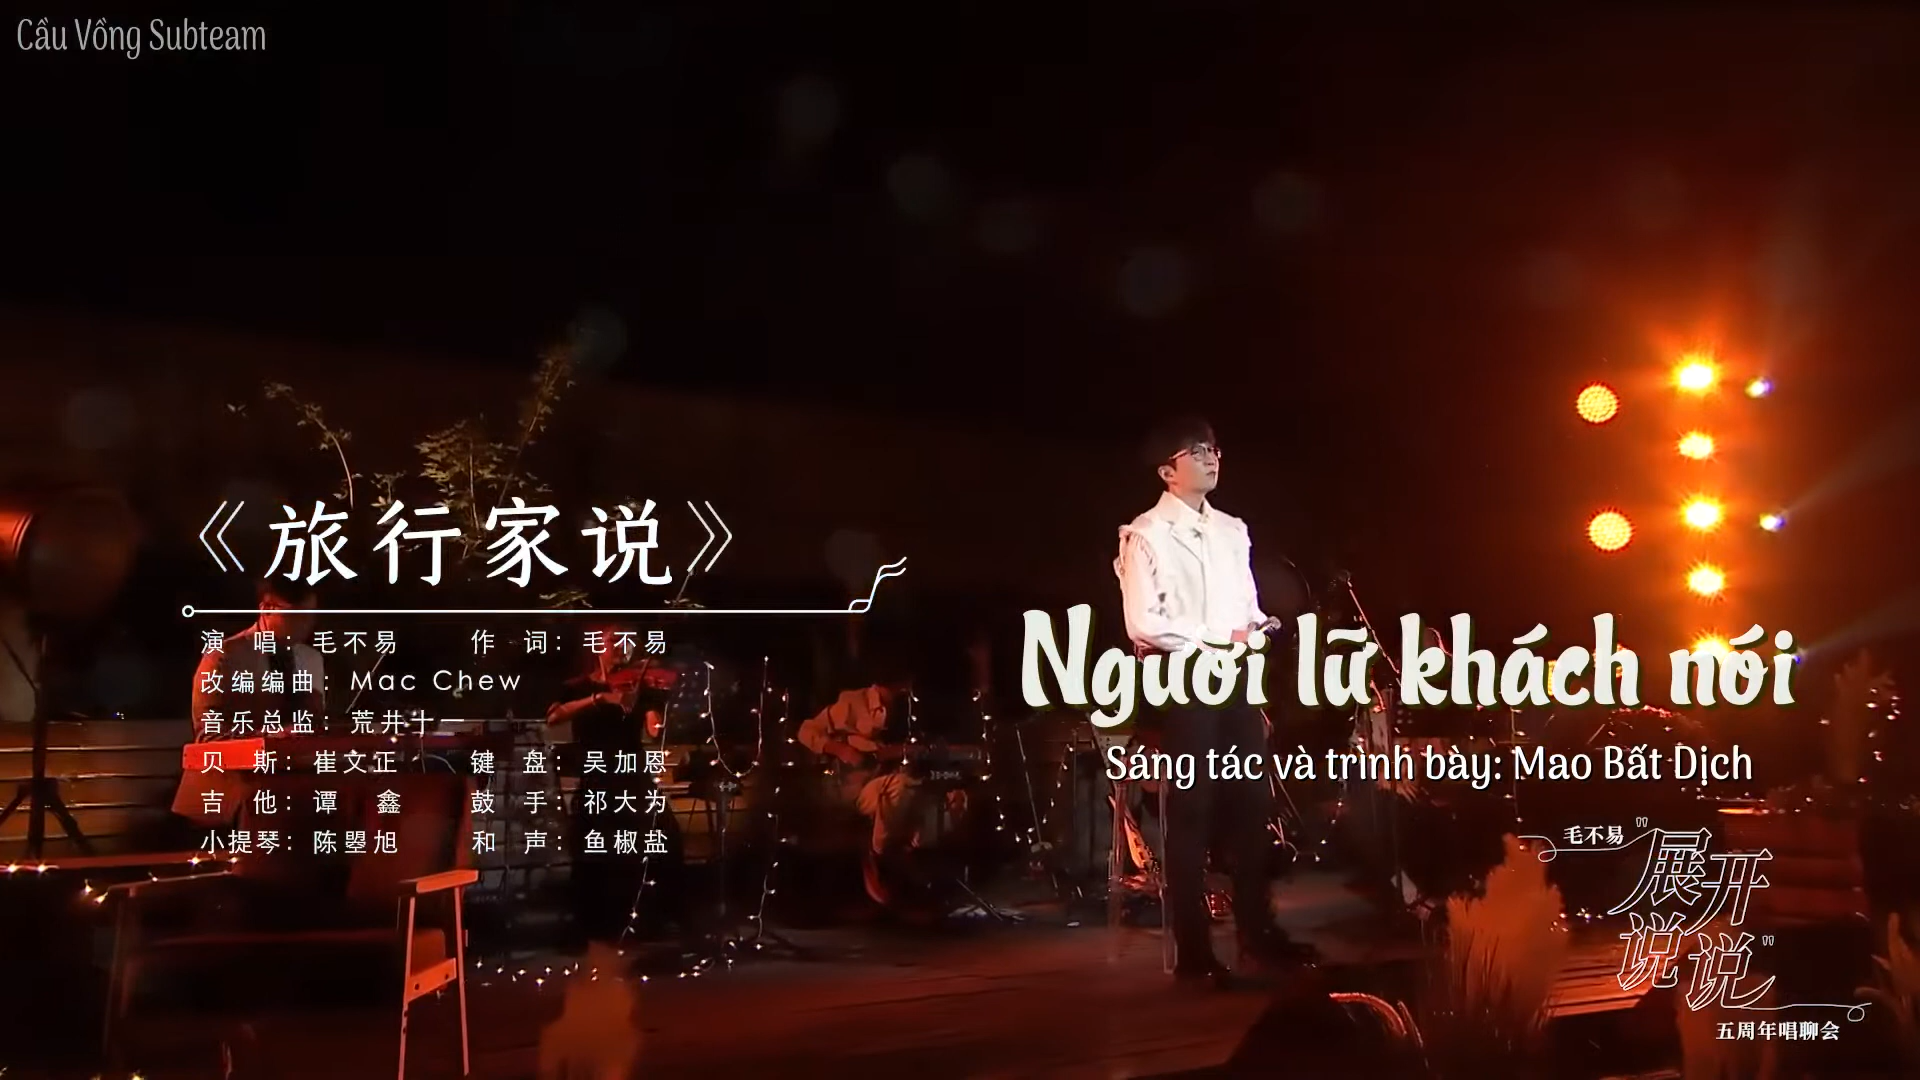 Cầu Vồng Subteam
《旅行家说》
演 唱：毛不易 作 词：毛不易
改编编曲：Mac Chew
音乐总监：荒井十一
贝 斯：崔文正 键 盘：吴加恩
吉 他：谭 鑫 鼓 手：祁大为
小提琴：陈曌旭 和 声：鱼椒盐
Người lữ khách nói
Sáng tác và trình bày: Mao Bất Dịch
毛不易
"展开
说说"
五周年唱聊会